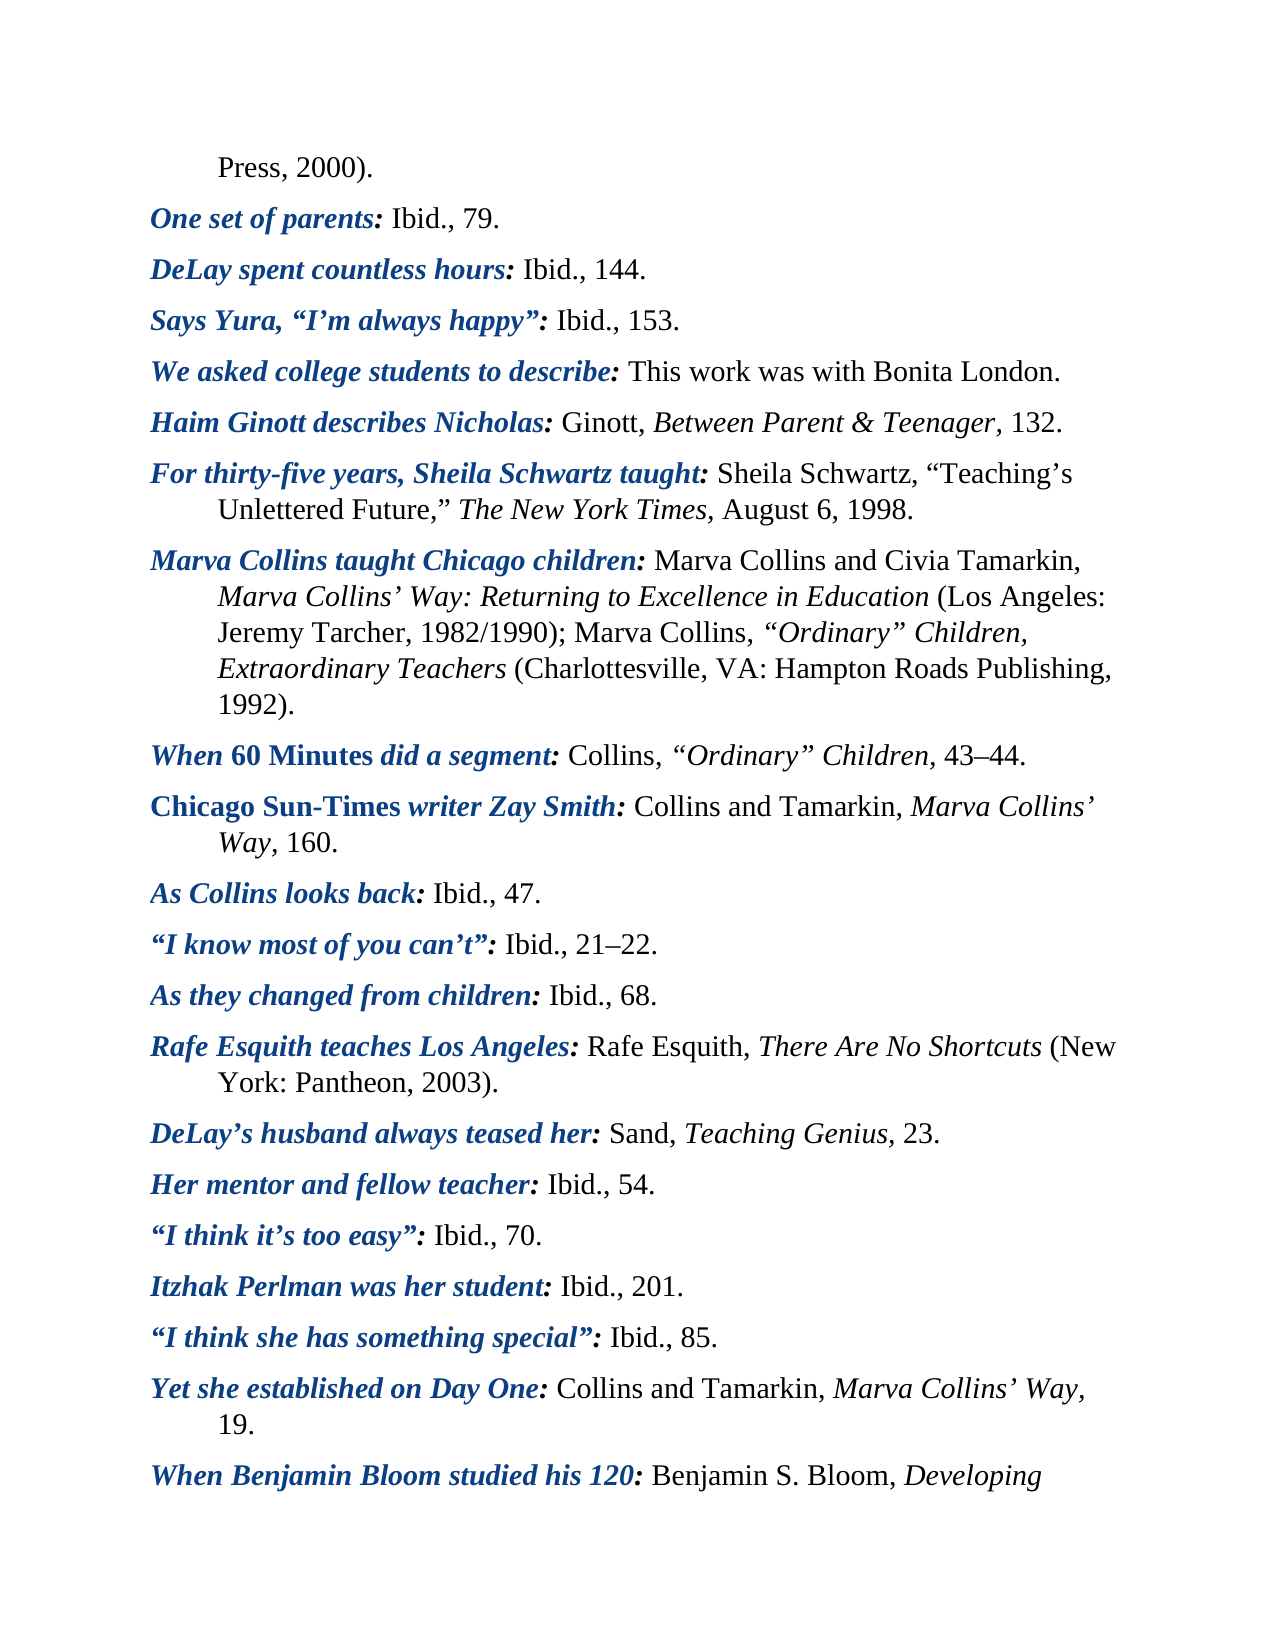 Press, 2000).
One set of parents: Ibid., 79.
DeLay spent countless hours: Ibid., 144.
Says Yura, “I’m always happy”: Ibid., 153.
We asked college students to describe: This work was with Bonita London.
Haim Ginott describes Nicholas: Ginott, Between Parent & Teenager, 132.
For thirty-five years, Sheila Schwartz taught: Sheila Schwartz, “Teaching’s
Unlettered Future,” The New York Times, August 6, 1998.
Marva Collins taught Chicago children: Marva Collins and Civia Tamarkin,
Marva Collins’ Way: Returning to Excellence in Education (Los Angeles:
Jeremy Tarcher, 1982/1990); Marva Collins, “Ordinary” Children,
Extraordinary Teachers (Charlottesville, VA: Hampton Roads Publishing,
1992).
When 60 Minutes did a segment: Collins, “Ordinary” Children, 43–44.
Chicago Sun-Times writer Zay Smith: Collins and Tamarkin, Marva Collins’
Way, 160.
As Collins looks back: Ibid., 47.
“I know most of you can’t”: Ibid., 21–22.
As they changed from children: Ibid., 68.
Rafe Esquith teaches Los Angeles: Rafe Esquith, There Are No Shortcuts (New
York: Pantheon, 2003).
DeLay’s husband always teased her: Sand, Teaching Genius, 23.
Her mentor and fellow teacher: Ibid., 54.
“I think it’s too easy”: Ibid., 70.
Itzhak Perlman was her student: Ibid., 201.
“I think she has something special”: Ibid., 85.
Yet she established on Day One: Collins and Tamarkin, Marva Collins’ Way,
19.
When Benjamin Bloom studied his 120: Benjamin S. Bloom, Developing